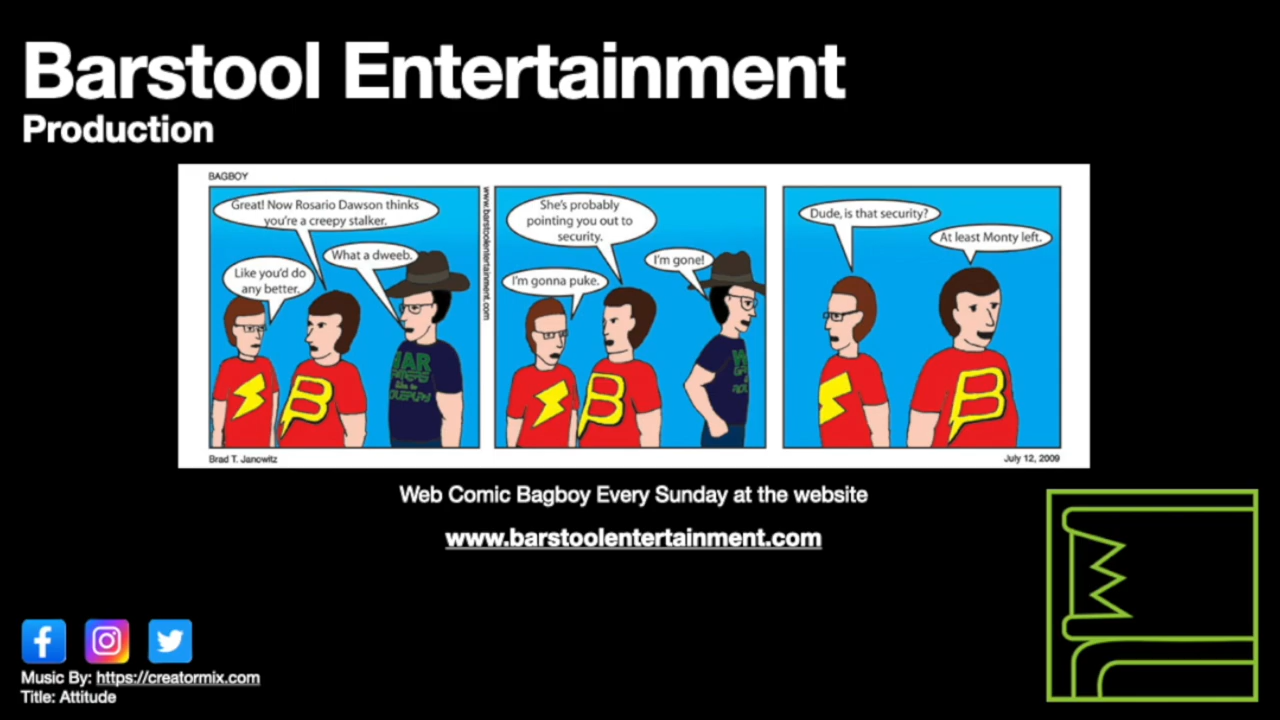 Barstool Entertainment
Production
BAGBOY
Great! Now Rosario Dawson thinks
you're a creepy stalker.
What a dweeb.
Like you'd do
any better.
www.barstoolentertainment.com
She's probably
pointing you out to
security.
I'm gone!
I'm gonna puke.
Dude, is that security?
At least Monty left.
B
B
B
Brad T. Janowitz
July 12, 2009
Web Comic Bagboy Every Sunday at the website
www.barstoolentertainment.com
Music By: https://creatormix.com
Title: Attitude